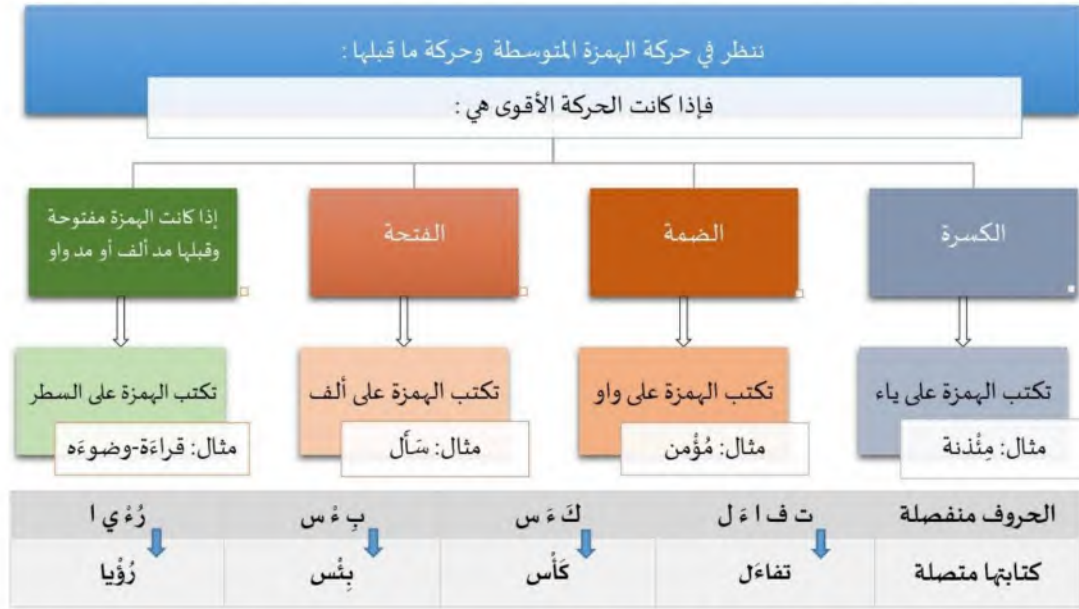 ننظر في حركة الهمزة المتوسطة وحركة ما قبلها :
فإذا كانت الحركة الأقوى هي :
الكسرة
الضمة
الفتحة
إذا كانت الهمزة مفتوحة
وقبلها مد ألف أو مد واو
تكتب الهمزة على ياء
مثال: مِئْذنة
تكتب الهمزة على واو
مثال: مُؤْمن
تكتب الهمزة على ألف
مثال: سَأَل
تكتب الهمزة على السطر
مثال: قراءَة-وضوءَه
الحروف منفصلة ت ف ا ءَ ل كَ ءَ س بِ ءْ س رُ ءْ ي ا
كتابتها متصلة تفاءَل كَأْس بِئْس رُؤْيا